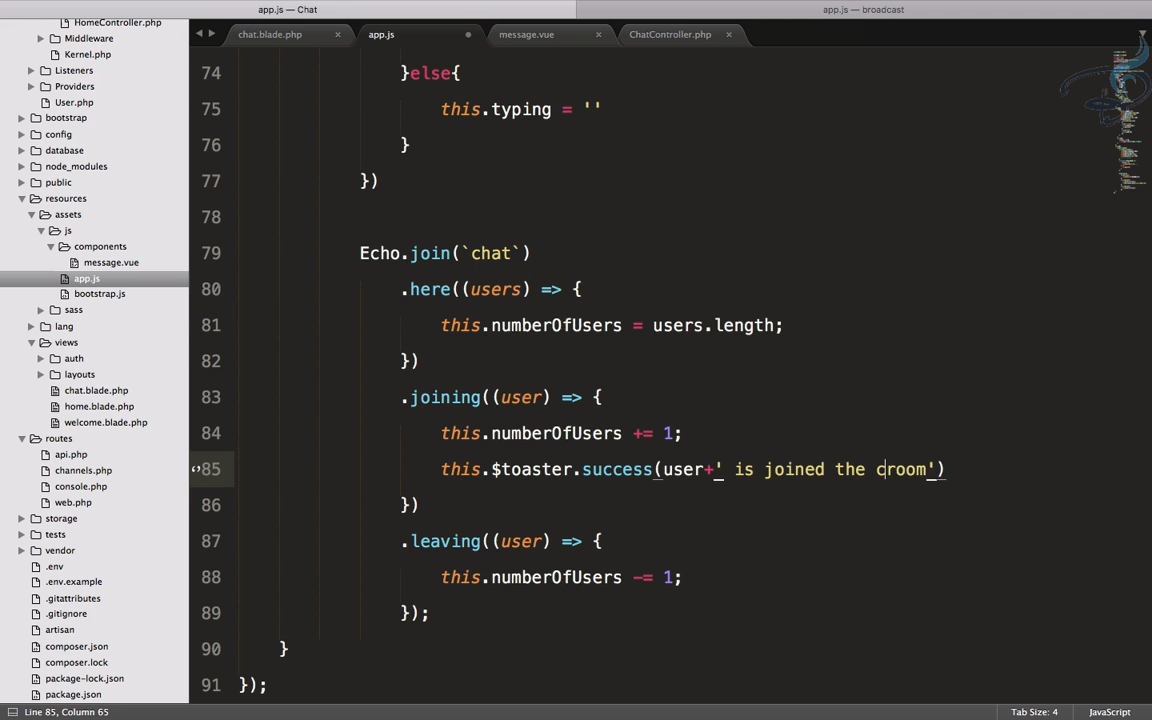 app.js — Chat
app.js — broadcast
chat.blade.php ×
app.js
message.vue ×
ChatController.php ×
HomeController.php
Middleware
Kernel.php
Listeners
Providers
User.php
bootstrap
config
database
node_modules
public
resources
assets
js
components
message.vue
app.js
bootstrap.js
sass
lang
views
auth
layouts
chat.blade.php
home.blade.php
welcome.blade.php
routes
api.php
channels.php
console.php
web.php
storage
tests
vendor
.env
.env.example
.gitattributes
.gitignore
artisan
composer.json
composer.lock
package-lock.json
package.json
74 }else{
75 this.typing = ''
76 }
77 })
78
79 Echo.join(`chat`)
80 .here((users) => {
81 this.numberOfUsers = users.length;
82 })
83 .joining((user) => {
84 this.numberOfUsers += 1;
85 this.$toaster.success(user+' is joined the croom')
86 })
87 .leaving((user) => {
88 this.numberOfUsers -= 1;
89 });
90 }
91 });
Line 85, Column 65
Tab Size: 4
JavaScript